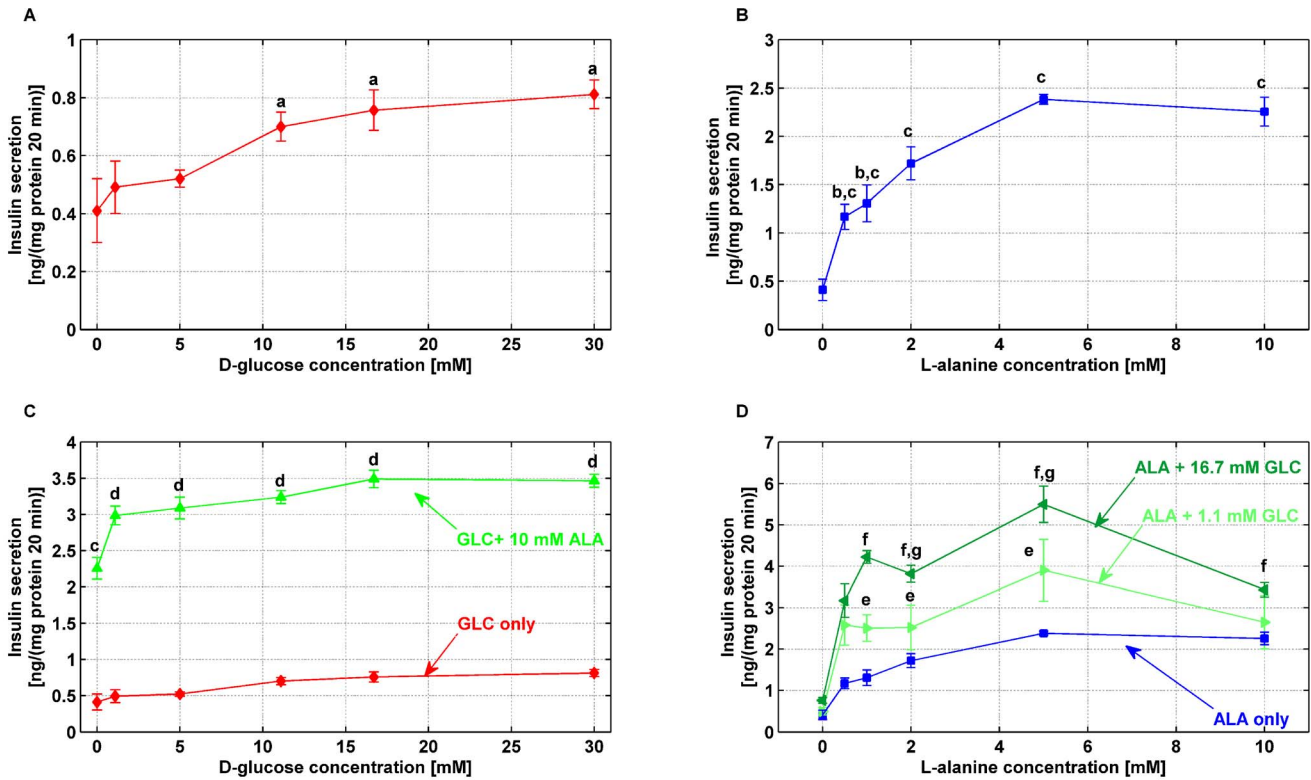 A
1
0.8
0.6
0.4
0.2
0
Insulin secretion
[ng/(mg protein 20 min)]
a
a
a
0 5 10 15 20 25 30
D-glucose concentration [mM]
B
3
2.5
2
1.5
1
0.5
0
Insulin secretion
[ng/(mg protein 20 min)]
b,c
b,c
c
c
c
0 2 4 6 8 10
L-alanine concentration [mM]
C
4
3.5
3
2.5
2
1.5
1
0.5
0
Insulin secretion
[ng/(mg protein 20 min)]
c
d
d
d
d
d
GLC+ 10 mM ALA
GLC only
0 5 10 15 20 25 30
D-glucose concentration [mM]
D
7
6
5
4
3
2
1
0
Insulin secretion
[ng/(mg protein 20 min)]
f
f,g
f,g
f
e
e
e
ALA + 16.7 mM GLC
ALA + 1.1 mM GLC
ALA only
0 2 4 6 8 10
L-alanine concentration [mM]